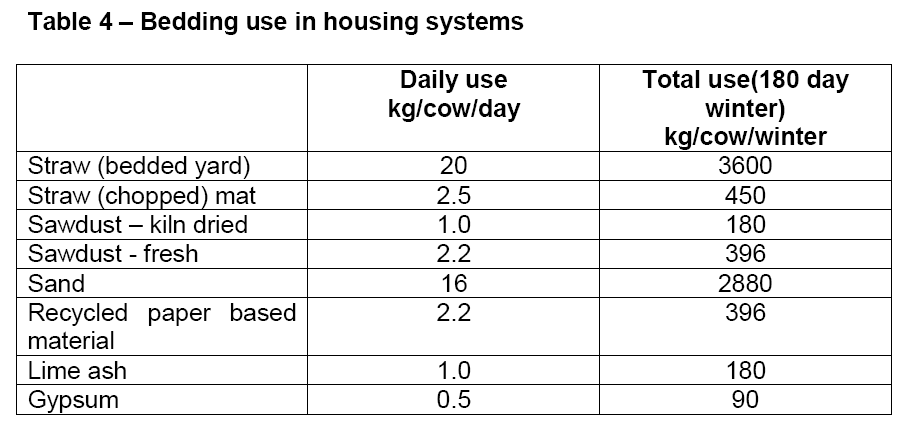 Table 4 – Bedding use in housing systems
Daily use
kg/cow/day
Total use(180 day
winter)
kg/cow/winter
Straw (bedded yard) 20 3600
Straw (chopped) mat 2.5 450
Sawdust – kiln dried 1.0 180
Sawdust - fresh 2.2 396
Sand 16 2880
Recycled paper based 2.2 396
material
Lime ash 1.0 180
Gypsum 0.5 90